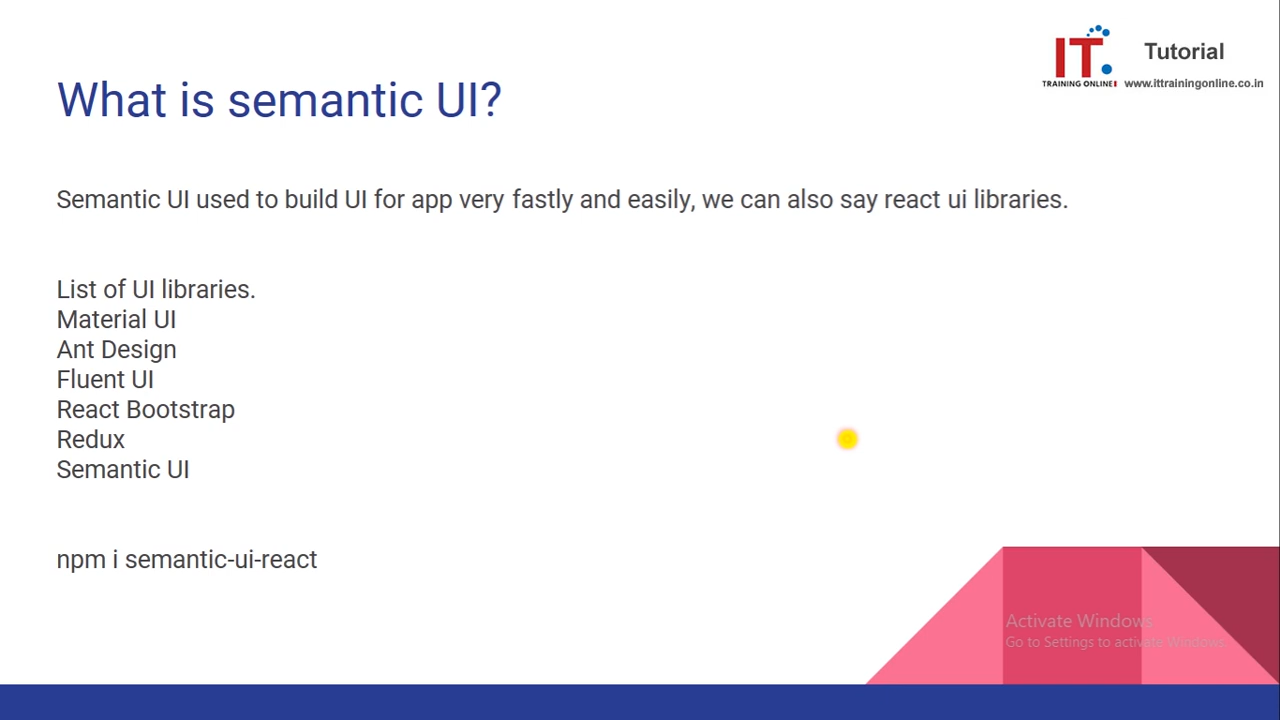 IT.
TRAINING ONLINE
Tutorial
www.ittrainingonline.co.in
What is semantic UI?
Semantic UI used to build UI for app very fastly and easily, we can also say react ui libraries.
List of UI libraries.
Material UI
Ant Design
Fluent UI
React Bootstrap
Redux
Semantic UI
npm i semantic-ui-react
Activate Windows
Go to Settings to activate Windows.